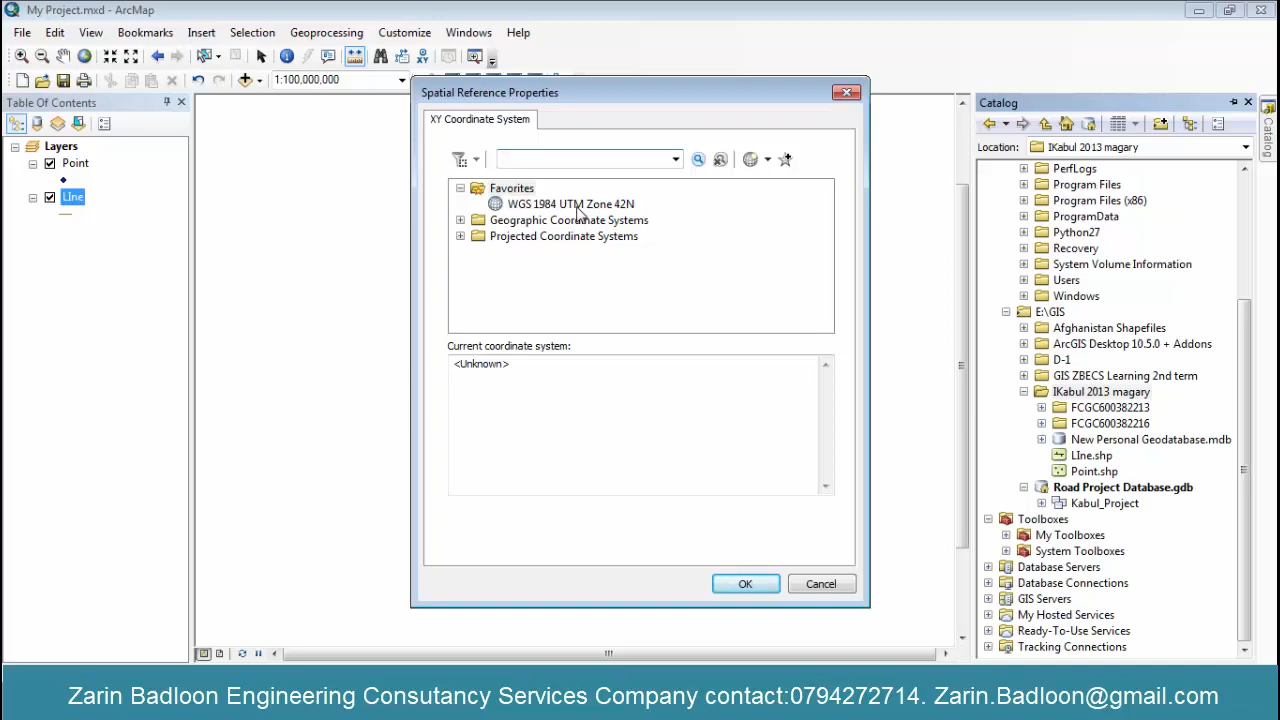 My Project.mxd - ArcMap
File Edit View Bookmarks Insert Selection Geoprocessing Customize Windows Help
1:100,000,000
Table Of Contents
Layers
Point
LIne
Spatial Reference Properties
XY Coordinate System
Favorites
WGS 1984 UTM Zone 42N
Geographic Coordinate Systems
Projected Coordinate Systems
Current coordinate system:
<Unknown>
OK Cancel
Catalog
Location: IKabul 2013 magary
PerfLogs
Program Files
Program Files (x86)
ProgramData
Python27
Recovery
System Volume Information
Users
Windows
E:\GIS
Afghanistan Shapefiles
ArcGIS Desktop 10.5.0 + Addons
D-1
GIS ZBECS Learning 2nd term
IKabul 2013 magary
FCGC600382213
FCGC600382216
New Personal Geodatabase.mdb
LIne.shp
Point.shp
Road Project Database.gdb
Kabul_Project
Toolboxes
My Toolboxes
System Toolboxes
Database Servers
Database Connections
GIS Servers
My Hosted Services
Ready-To-Use Services
Tracking Connections
Catalog
Zarin Badloon Engineering Consutancy Services Company contact:0794272714. Zarin.Badloon@gmail.com